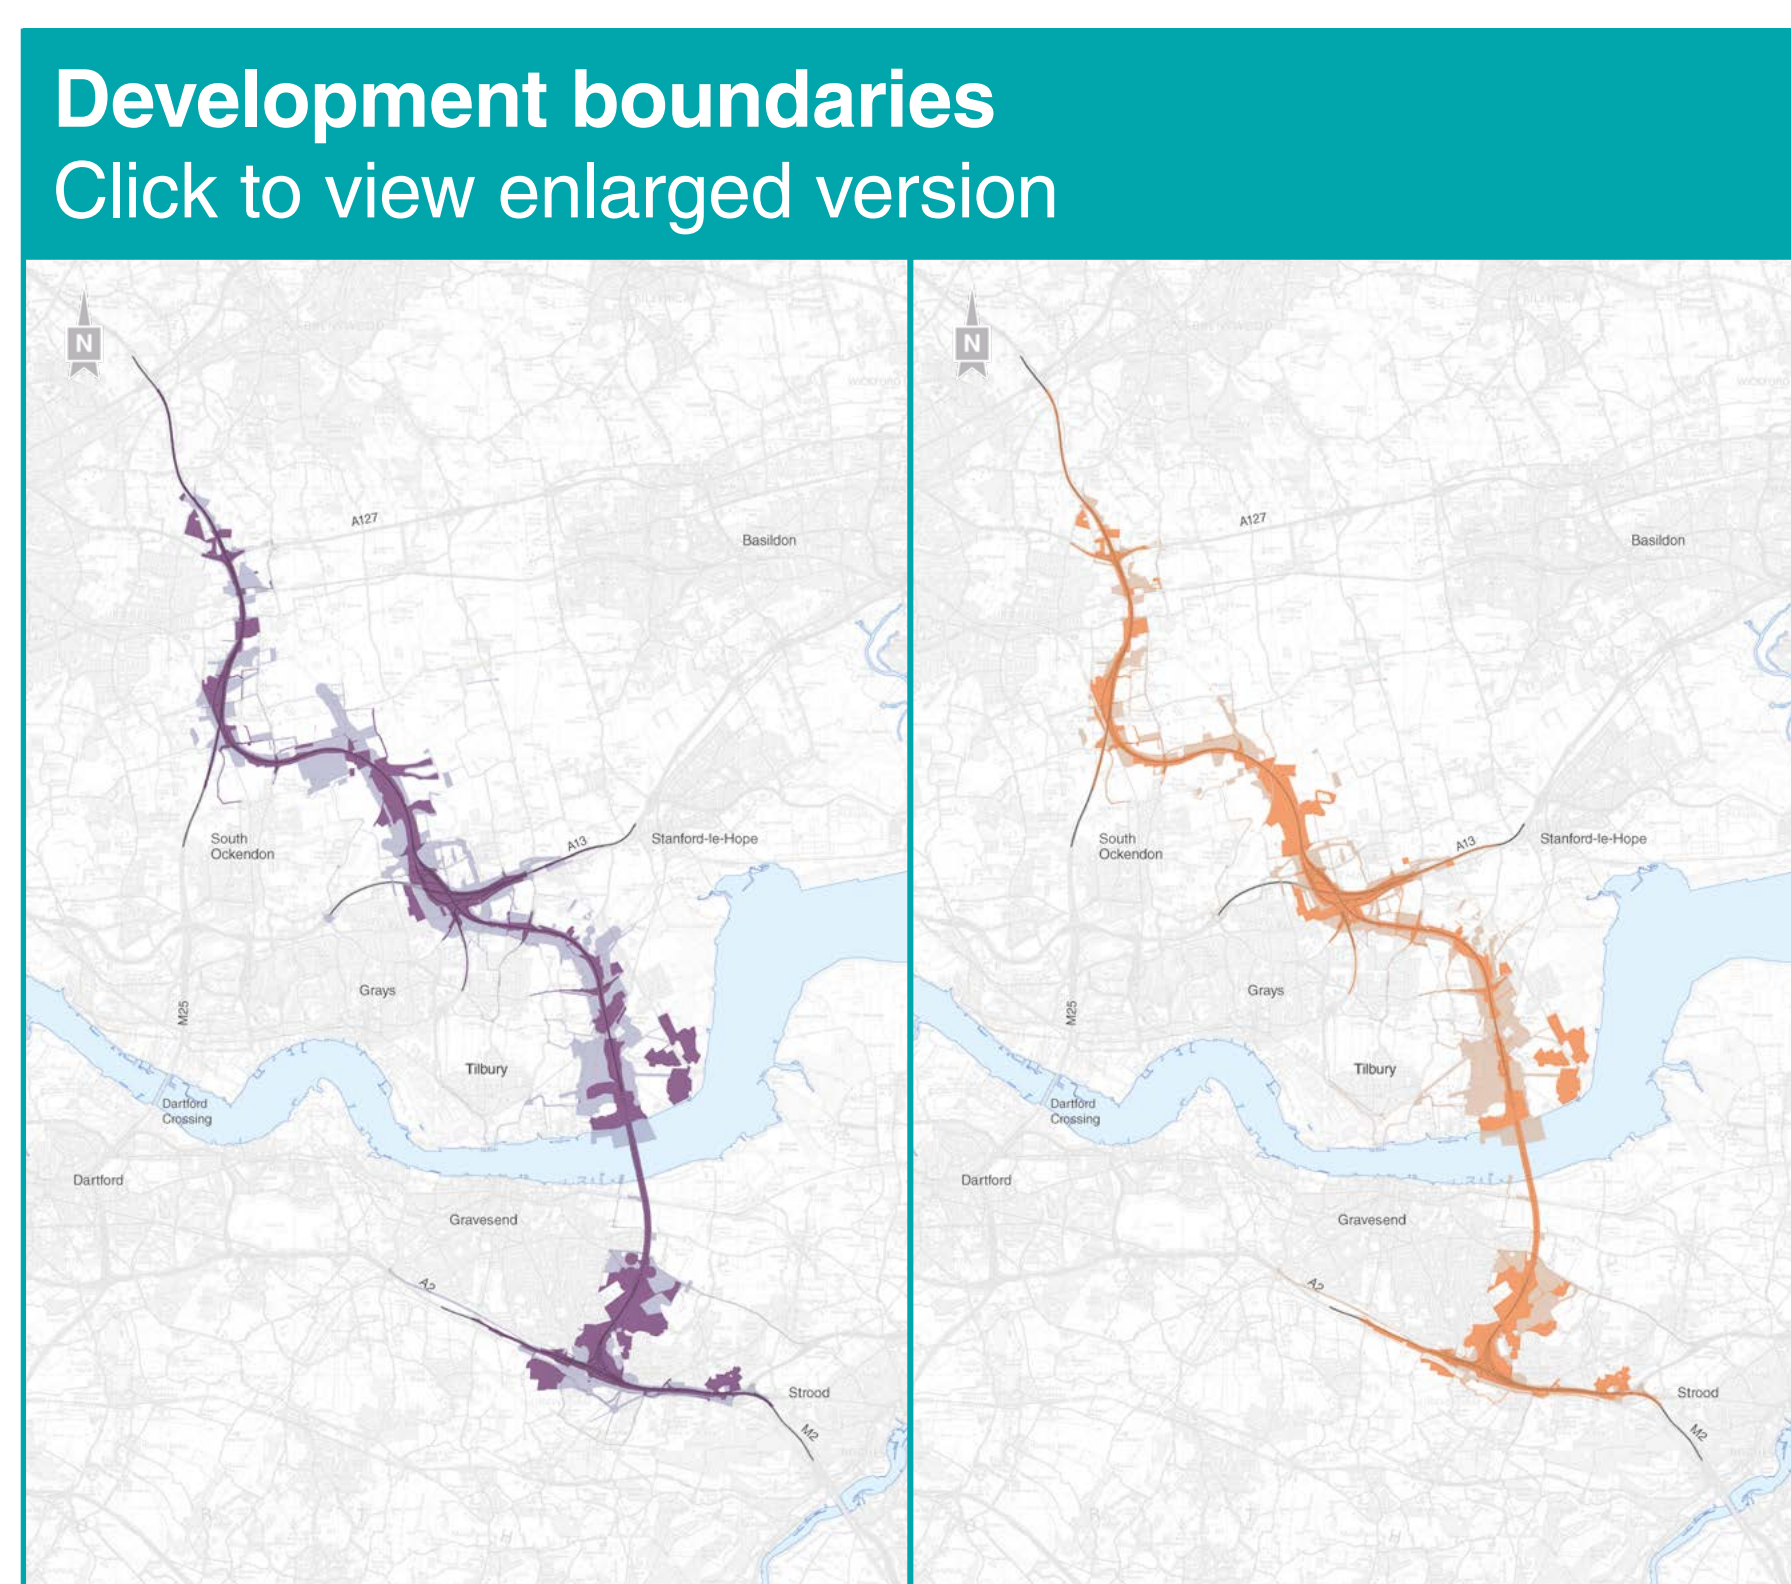 Development boundaries
Click to view enlarged version
N
A127
Basildon
South
Ockendon
A13
Stanford-le-Hope
Grays
M25
Tilbury
Dartford
Crossing
Dartford
Gravesend
A2
Strood
M2
N
A127
Basildon
South
Ockendon
A13
Stanford-le-Hope
Grays
M25
Tilbury
Dartford
Crossing
Dartford
Gravesend
A2
Strood
M2